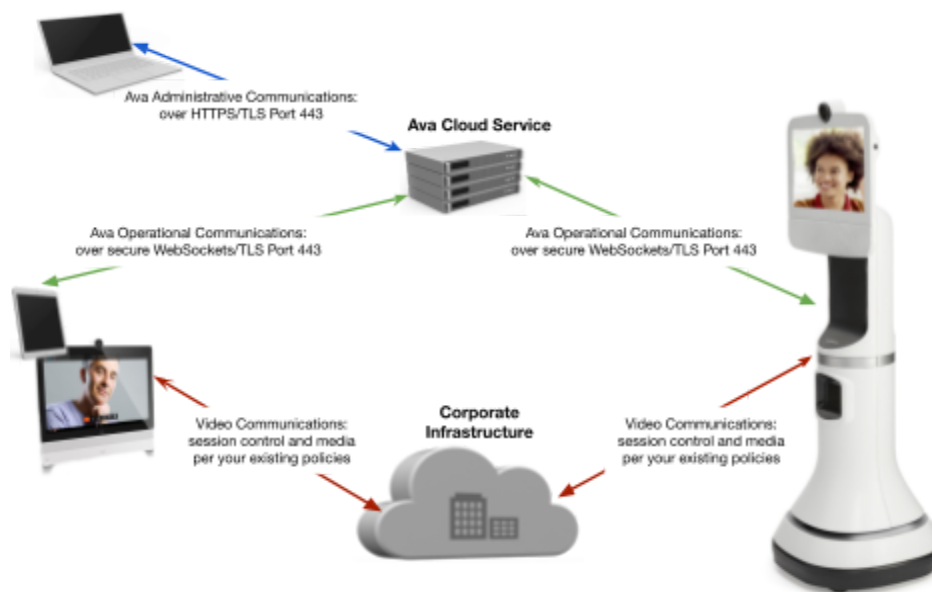 Ava Administrative Communications:
over HTTPS/TLS Port 443
Ava Cloud Service
Ava Operational Communications:
over secure WebSockets/TLS Port 443
Ava Operational Communications:
over secure WebSockets/TLS Port 443
Video Communications:
session control and media
per your existing policies
Corporate
Infrastructure
Video Communications:
session control and media
per your existing policies